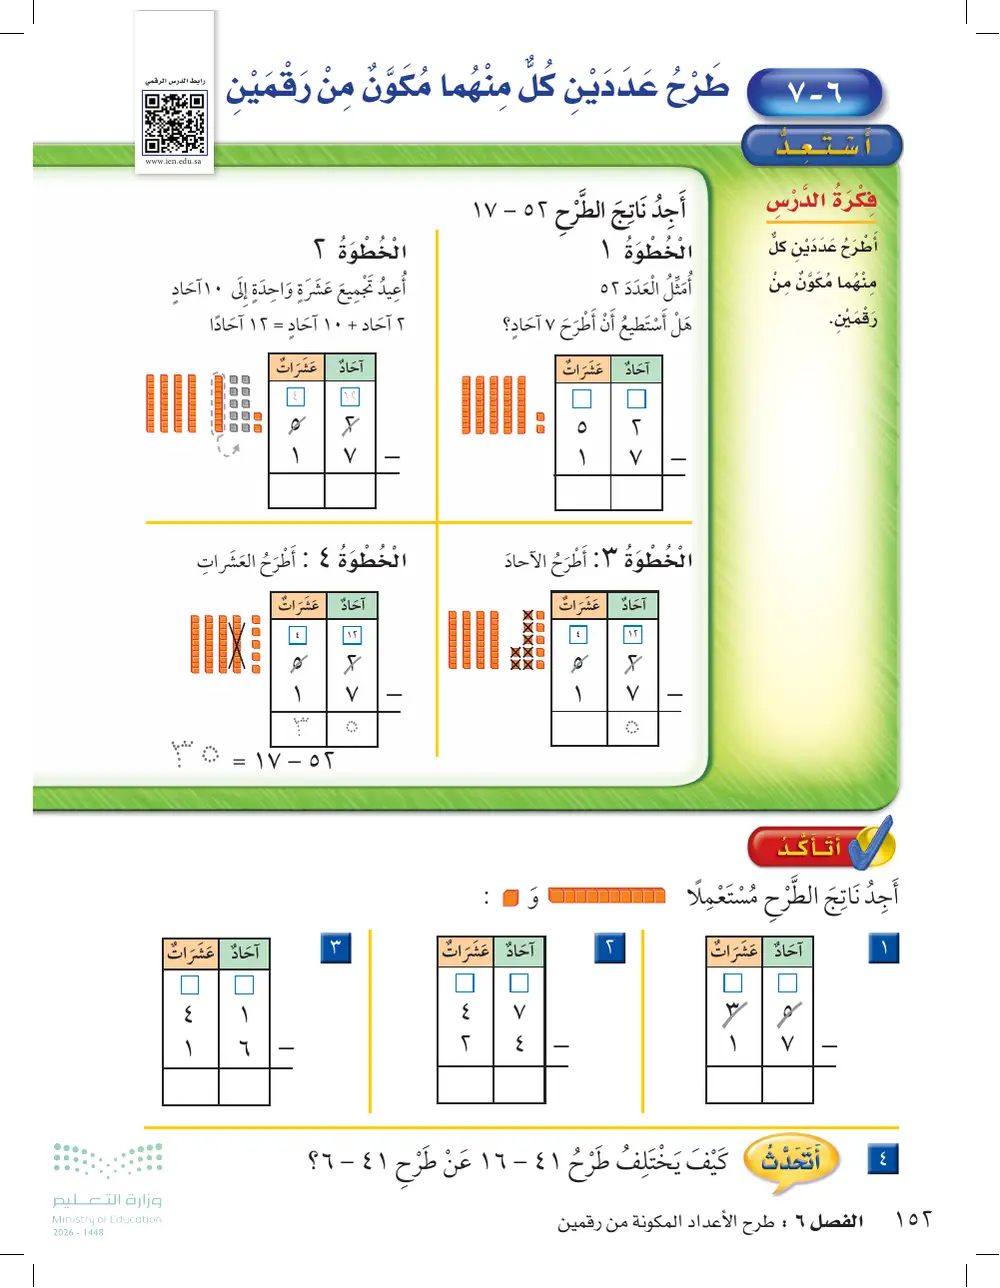 رابط الدرس الرقمي
www.ien.edu.sa
٦-٧
طَرْحُ عَدَدَيْنِ كُلٌّ مِنْهُما مُكَوَّنٌ مِنْ رَقْمَيْنِ
أَسْتَعِدُّ
فِكْرَةُ الدَّرْسِ
أَطْرَحُ عَدَدَيْنِ كلٌّ
مِنْهُما مُكَوَّنٌ مِنْ
رَقْمَيْنِ.
أَجِدُ نَاتِجَ الطَّرْحِ ٥٢ – ١٧
الْخُطْوَةُ ١
أُمَثِّلُ الْعَدَدَ ٥٢
هَلْ أَسْتَطيعُ أَنْ أَطْرَحَ ٧ آحَادٍ؟
آحَادٌ عَشَرَاتٌ
٥ ٢
١ ٧ –
الْخُطْوَةُ ٢
أُعِيدُ تَجْمِيعَ عَشَرَةٍ وَاحِدَةٍ إِلَى ١٠ آحَادٍ
٢ آحَاد + ١٠ آحَادٍ = ١٢ آحَادًا
آحَادٌ عَشَرَاتٌ
٤ ١٢
٥ ٢
١ ٧ –
الْخُطْوَةُ ٣: أَطْرَحُ الآحادَ
آحَادٌ عَشَرَاتٌ
٤ ١٢
٥ ٢
١ ٧ –
٥
الْخُطْوَةُ ٤ : أَطْرَحُ العَشَراتِ
آحَادٌ عَشَرَاتٌ
٤ ١٢
٥ ٢
١ ٧ –
٣ ٥
٥٢ – ١٧ = ٣٥
أَتَأَكَّدُ
أَجِدُ نَاتِجَ الطَّرْحِ مُسْتَعْمِلًا وَ :
١
آحَادٌ عَشَرَاتٌ
٣ ٥
١ ٧ –
٢
آحَادٌ عَشَرَاتٌ
٤ ٧
٢ ٤ –
٣
آحَادٌ عَشَرَاتٌ
٤ ١
١ ٦ –
٤ أَتَحَدَّثُ كَيْفَ يَخْتَلِفُ طَرْحُ ٤١ – ١٦ عَنْ طَرْحِ ٤١ – ٦؟
وزارة التعليم
Ministry of Education
2026 - 1448
١٥٢ الفصل ٦ : طرح الأعداد المكونة من رقمين